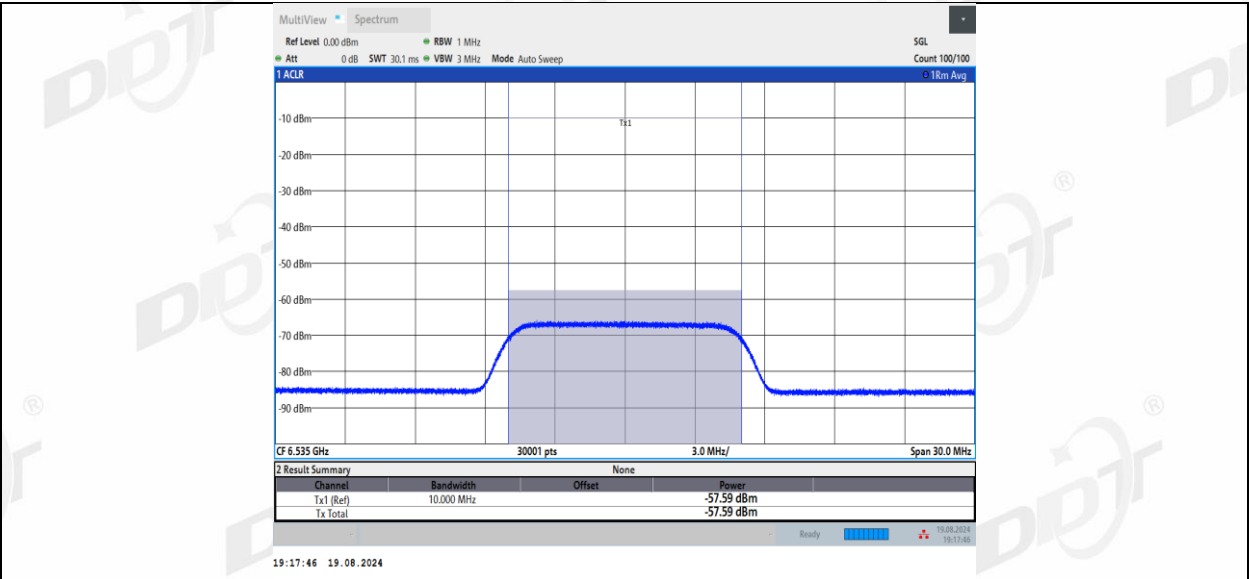 MultiView Spectrum
Ref Level 0.00 dBm RBW 1 MHz SGL
Att 0 dB SWT 30.1 ms VBW 3 MHz Mode Auto Sweep Count 100/100
1 ACLR 1Rm Avg
-10 dBm
Tx1
-20 dBm
-30 dBm
-40 dBm
-50 dBm
-60 dBm
-70 dBm
-80 dBm
-90 dBm
CF 6.535 GHz 30001 pts 3.0 MHz/ Span 30.0 MHz
2 Result Summary None
Channel Bandwidth Offset Power
Tx1 (Ref) 10.000 MHz -57.59 dBm
Tx Total -57.59 dBm
Ready 19.08.2024
19:17:46
19:17:46 19.08.2024
DDT ®